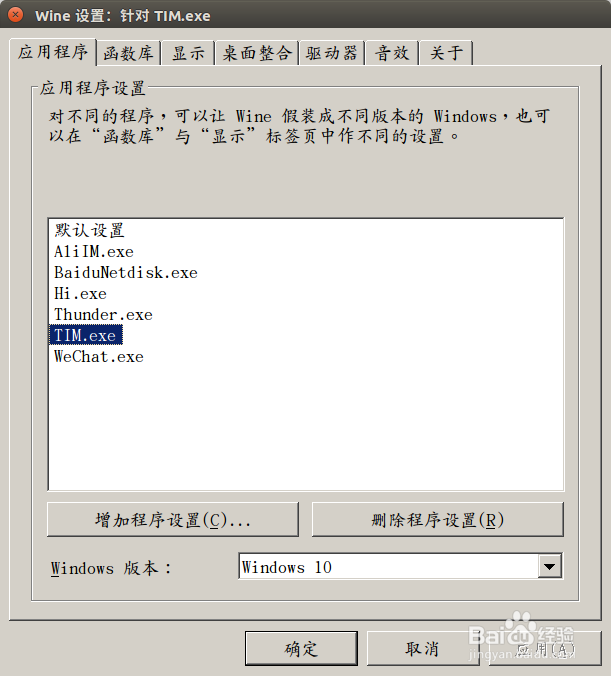 Wine 设置：针对 TIM.exe
应用程序 函数库 显示 桌面整合 驱动器 音效 关于
应用程序设置
对不同的程序，可以让 Wine 假装成不同版本的 Windows，也可
以在“函数库”与“显示”标签页中作不同的设置。
默认设置
AliIM.exe
BaiduNetdisk.exe
Hi.exe
Thunder.exe
TIM.exe
WeChat.exe
增加程序设置(C)... 删除程序设置(R)
Windows 版本： Windows 10
确定 取消 应用(A)
Baidu经验
jingyan.baidu.com